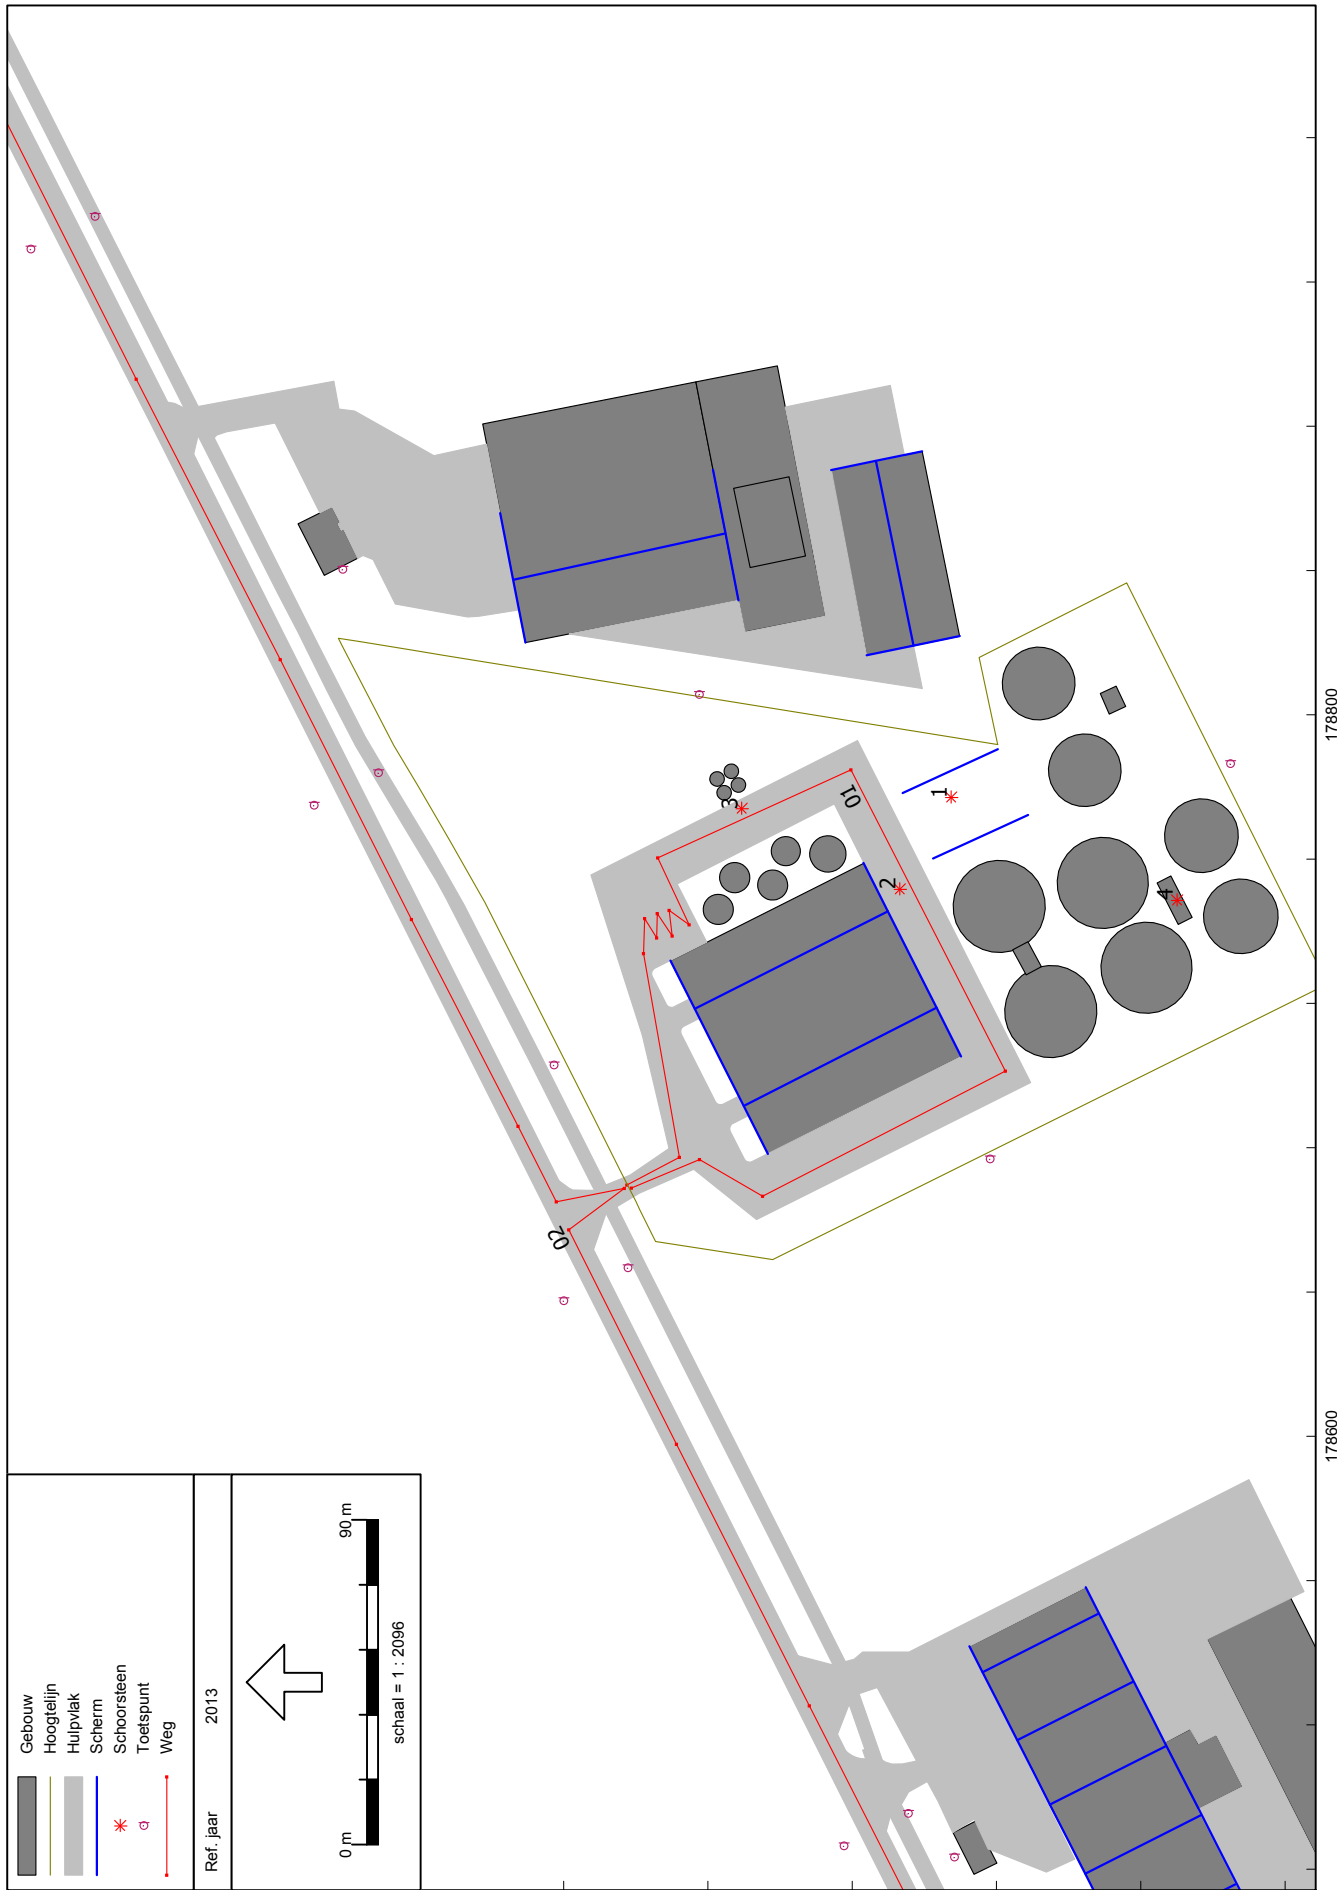 Gebouw
Hoogtelijn
Hulpvlak
Scherm
Schoorsteen
Toetspunt
Weg
Ref. jaar 2013
0 m 90 m
schaal = 1 : 2096
02
3
01
1
2
4
178600
178800